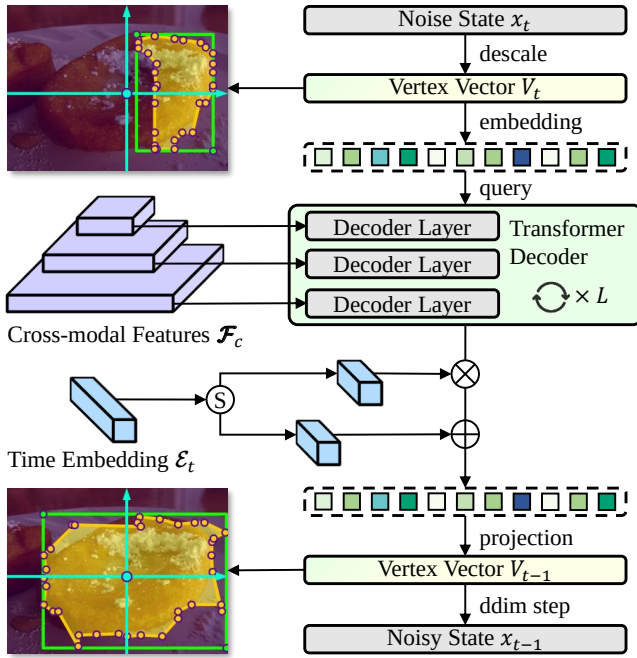 Noise State x_t
descale
Vertex Vector V_t
embedding
query
Decoder Layer
Transformer
Decoder
Decoder Layer
× L
Decoder Layer
Cross-modal Features 𝓕_c
S
Time Embedding ℰ_t
projection
Vertex Vector V_{t−1}
ddim step
Noisy State x_{t−1}